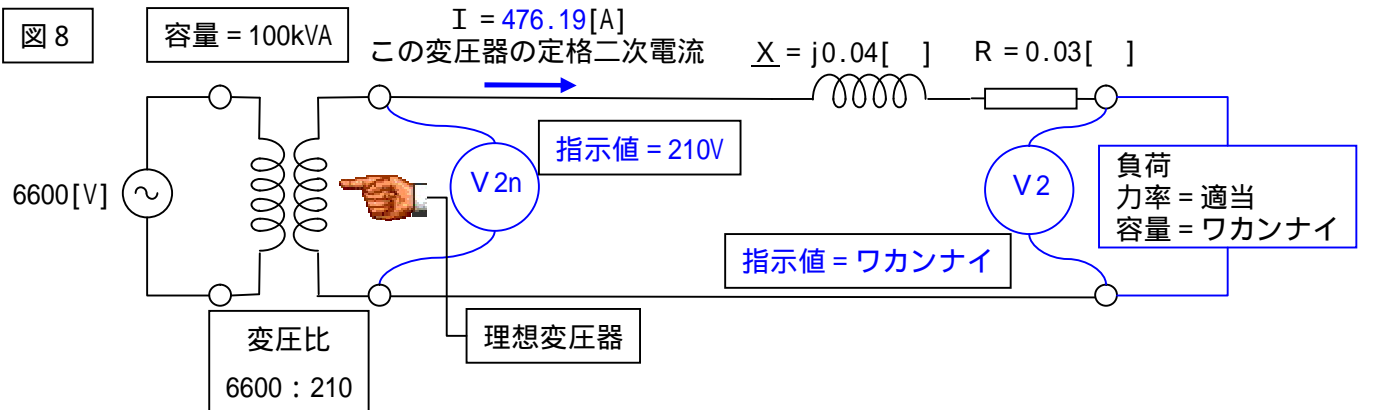 図8
容量=100kVA
I=476.19[A]
この変圧器の定格二次電流
X=j0.04[ ]
R=0.03[ ]
6600[V]
V2n
指示値=210V
V2
負荷
力率=適当
容量=ワカンナイ
指示値=ワカンナイ
変圧比
6600:210
理想変圧器